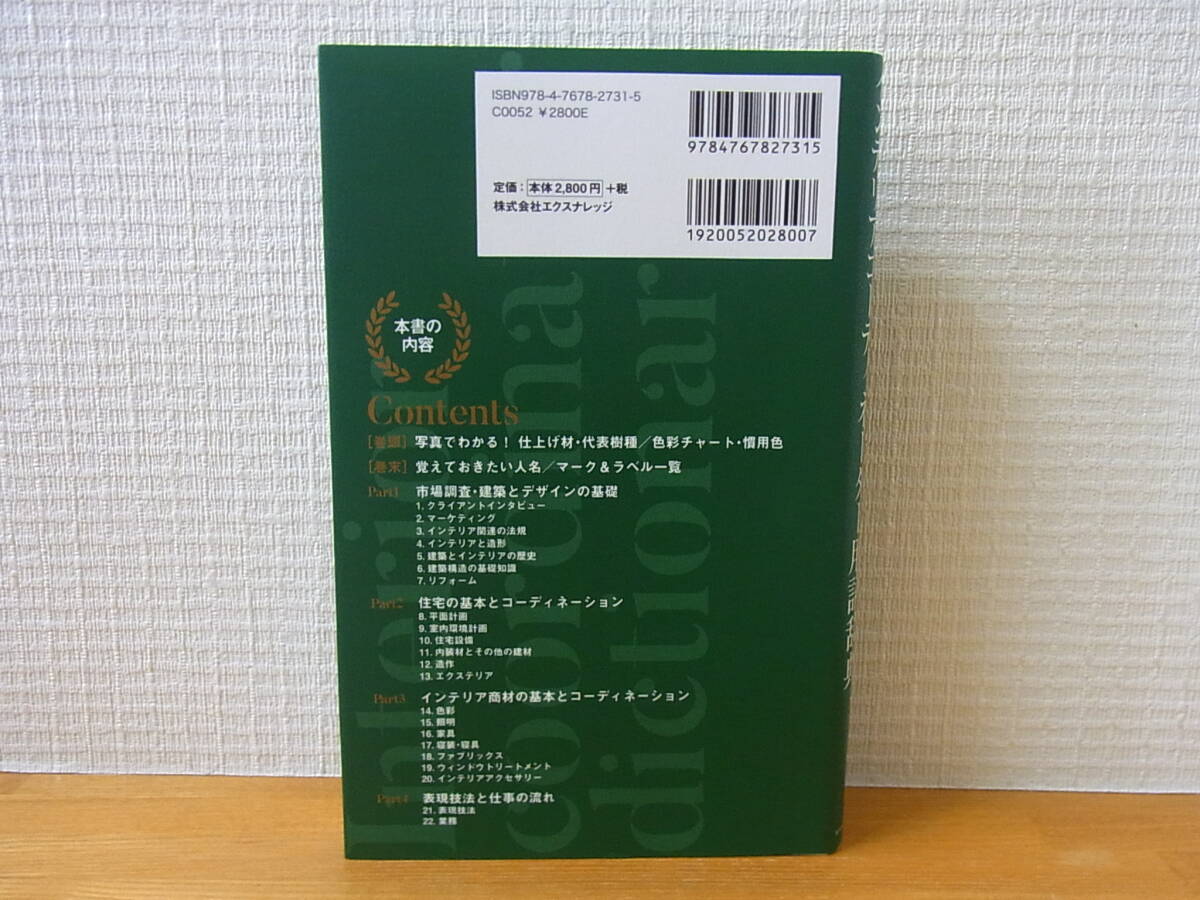 ISBN978-4-7678-2731-5
C0052 ¥2800E
9784767827315
定価：本体2,800円+税
株式会社エクスナレッジ
1920052028007
本書の
内容
Contents
[巻頭] 写真でわかる！ 仕上げ材・代表樹種／色彩チャート・慣用色
[巻末] 覚えておきたい人名／マーク＆ラベル一覧
Part1 市場調査・建築とデザインの基礎
1. クライアントインタビュー
2. マーケティング
3. インテリア関連の法規
4. インテリアと造形
5. 建築とインテリアの歴史
6. 建築構造の基礎知識
7. リフォーム
Part2 住宅の基本とコーディネーション
8. 平面計画
9. 室内環境計画
10. 住宅設備
11. 内装材とその他の建材
12. 造作
13. エクステリア
Part3 インテリア商材の基本とコーディネーション
14. 色彩
15. 照明
16. 家具
17. 寝装・寝具
18. ファブリックス
19. ウィンドウトリートメント
20. インテリアアクセサリー
Part4 表現技法と仕事の流れ
21. 表現技法
22. 業務